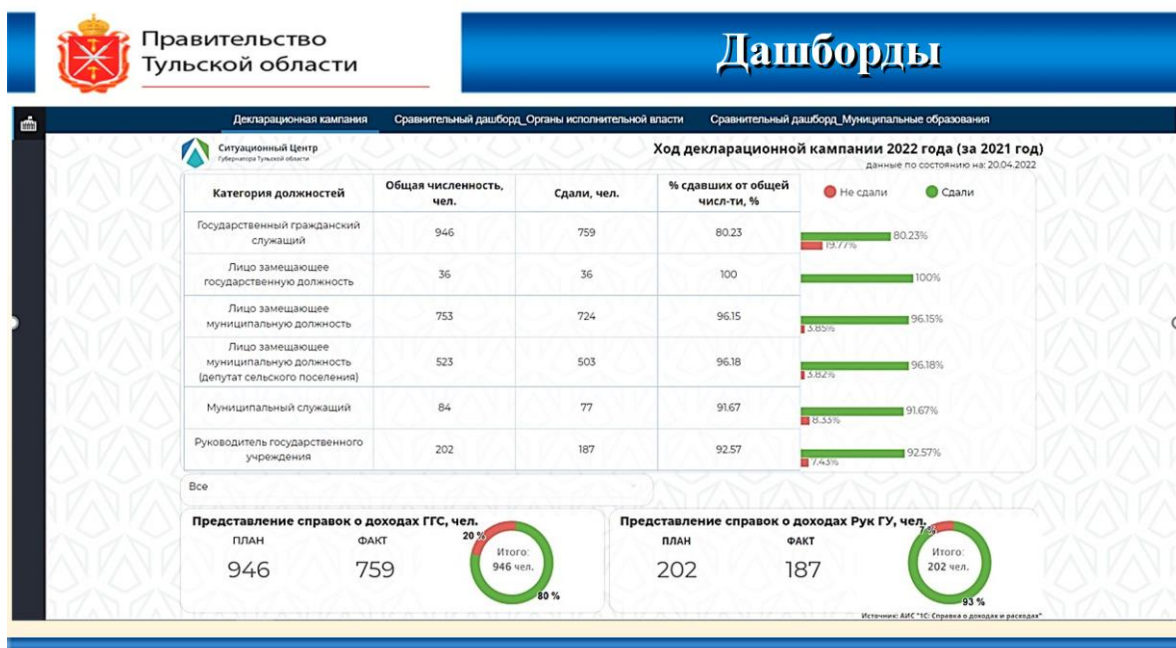 Правительство
Тульской области
Дашборды
Декларационная кампания
Сравнительный дашборд_Органы исполнительной власти
Сравнительный дашборд_Муниципальные образования
Ситуационный Центр
Губернатора Тульской области
Ход декларационной кампании 2022 года (за 2021 год)
данные по состоянию на: 20.04.2022
Категория должностей
Общая численность,
чел.
Сдали, чел.
% сдавших от общей
числ-ти, %
Не сдали
Сдали
Государственный гражданский
служащий
946
759
80.23
80.23%
19.77%
Лицо замещающее
государственную должность
36
36
100
100%
Лицо замещающее
муниципальную должность
753
724
96.15
96.15%
3.85%
Лицо замещающее
муниципальную должность
(депутат сельского поселения)
523
503
96.18
96.18%
3.82%
Муниципальный служащий
84
77
91.67
91.67%
8.33%
Руководитель государственного
учреждения
202
187
92.57
92.57%
7.43%
Все
Представление справок о доходах ГГС, чел.
ПЛАН
ФАКТ
946
759
20 %
Итого:
946 чел.
80 %
Представление справок о доходах Рук ГУ, чел.
ПЛАН
ФАКТ
202
187
7 %
Итого:
202 чел.
93 %
Источник: АИС "1С: Справка о доходах и расходах"